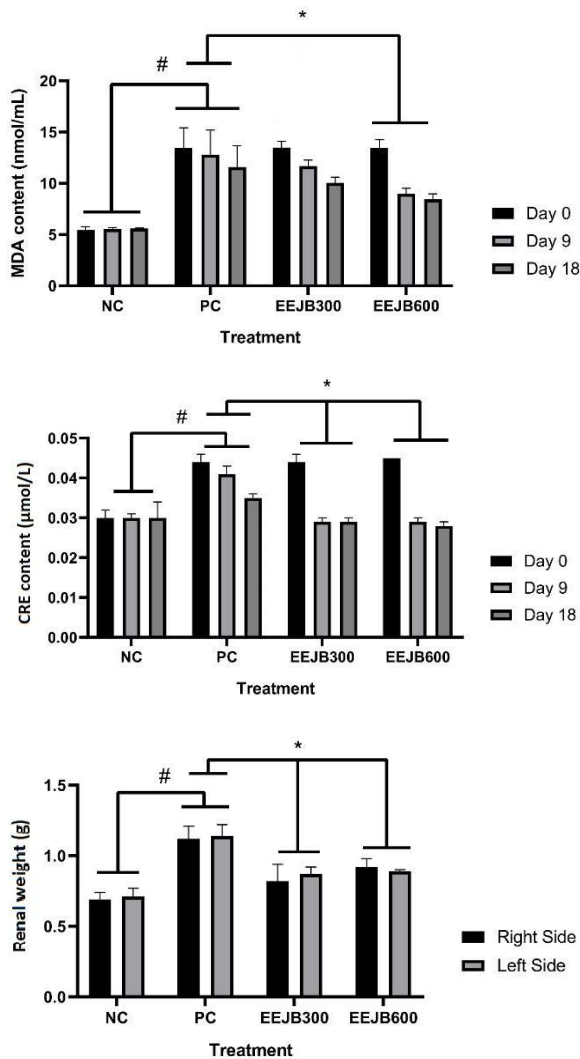 *
#
MDA content (nmol/mL)
20
15
10
5
0
NC PC EEJB300 EEJB600
Treatment
Day 0
Day 9
Day 18
*
#
CRE content (µmol/L)
0.05
0.04
0.03
0.02
0.01
0.00
NC PC EEJB300 EEJB600
Treatment
Day 0
Day 9
Day 18
*
#
Renal weight (g)
1.5
1.0
0.5
0.0
NC PC EEJB300 EEJB600
Treatment
Right Side
Left Side